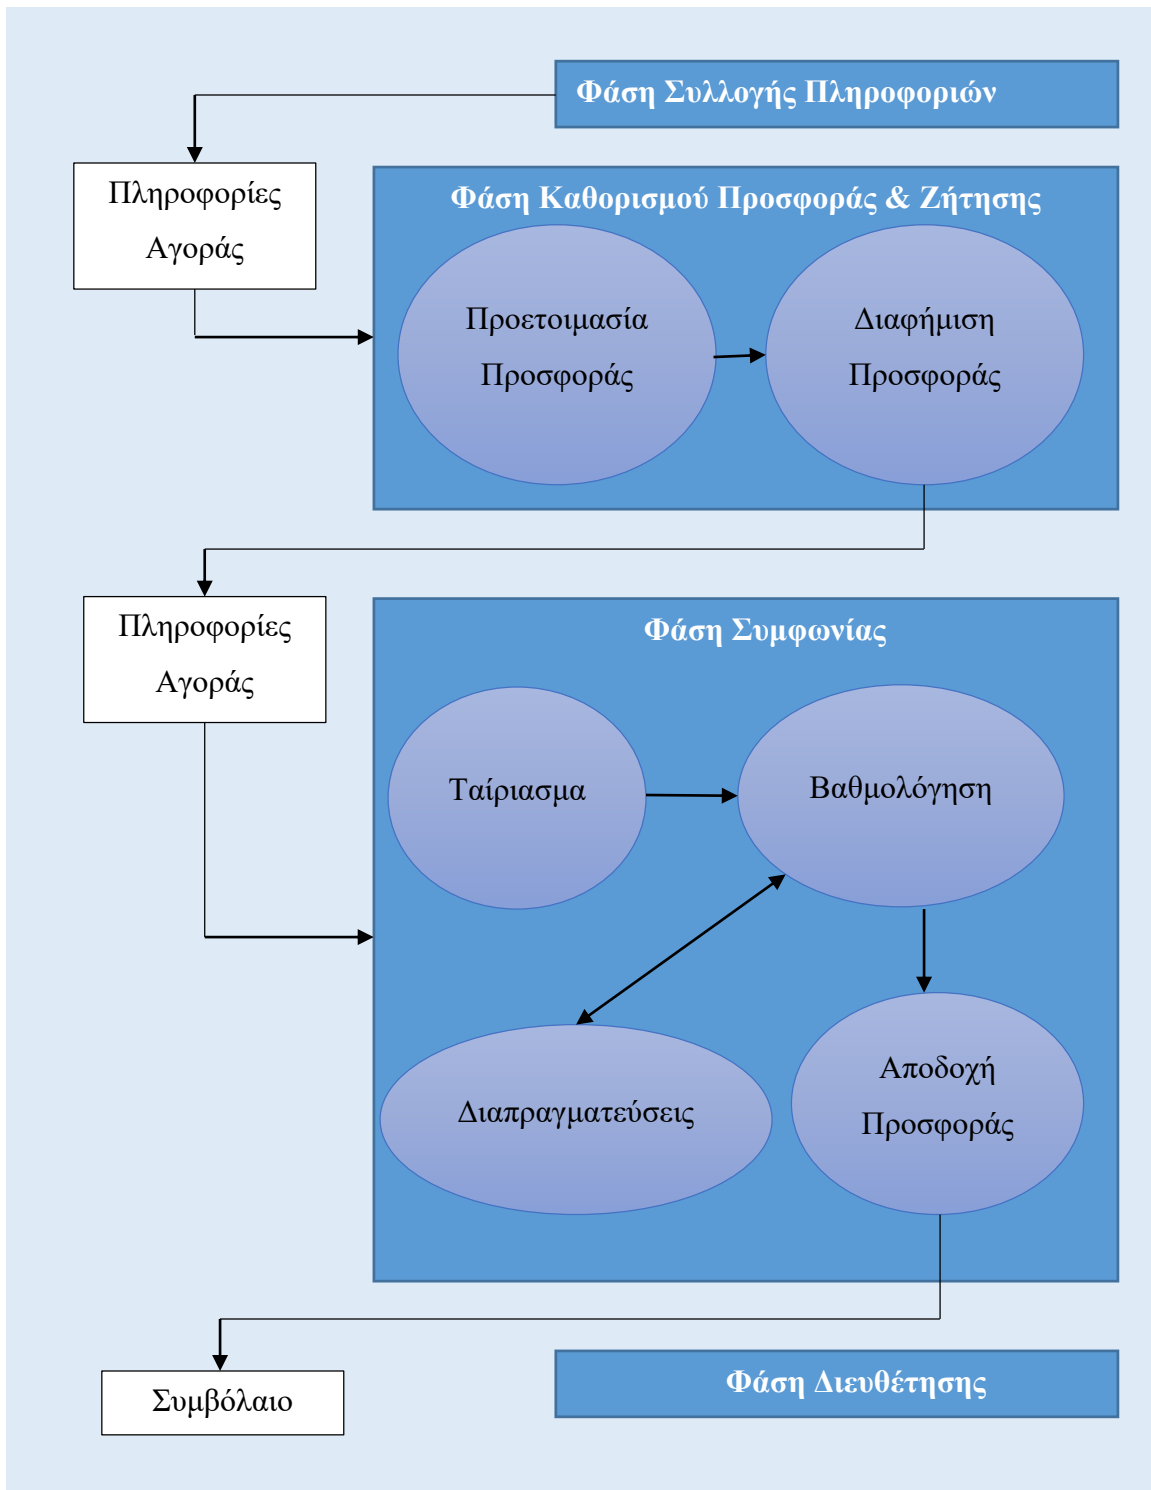 Φάση Συλλογής Πληροφοριών
Πληροφορίες
Αγοράς
Φάση Καθορισμού Προσφοράς & Ζήτησης
Προετοιμασία
Προσφοράς
Διαφήμιση
Προσφοράς
Πληροφορίες
Αγοράς
Φάση Συμφωνίας
Ταίριασμα
Βαθμολόγηση
Διαπραγματεύσεις
Αποδοχή
Προσφοράς
Συμβόλαιο
Φάση Διευθέτησης